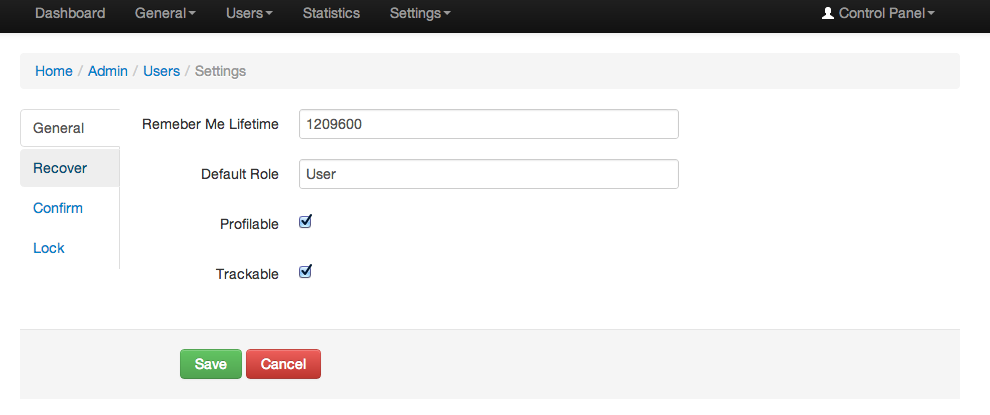 Dashboard General Users Statistics Settings Control Panel
Home / Admin / Users / Settings
General
Recover
Confirm
Lock
Remeber Me Lifetime 1209600
Default Role User
Profilable
Trackable
Save Cancel